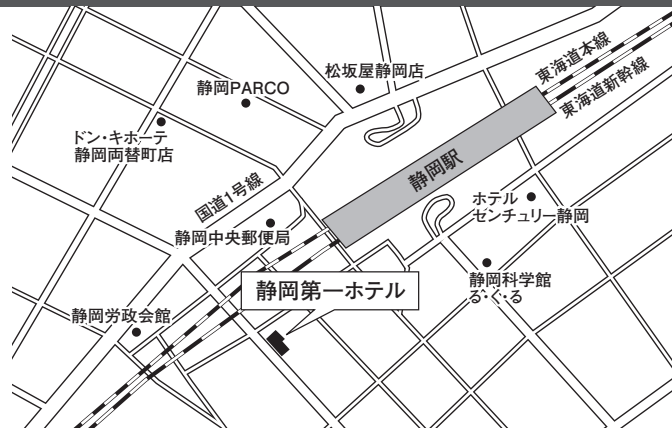 東海道本線
松坂屋静岡店
東海道新幹線
静岡PARCO
ドン・キホーテ
静岡両替町店
静岡駅
国道1号線
ホテル
センチュリー静岡
静岡中央郵便局
静岡科学館
る・く・る
静岡第一ホテル
静岡労政会館